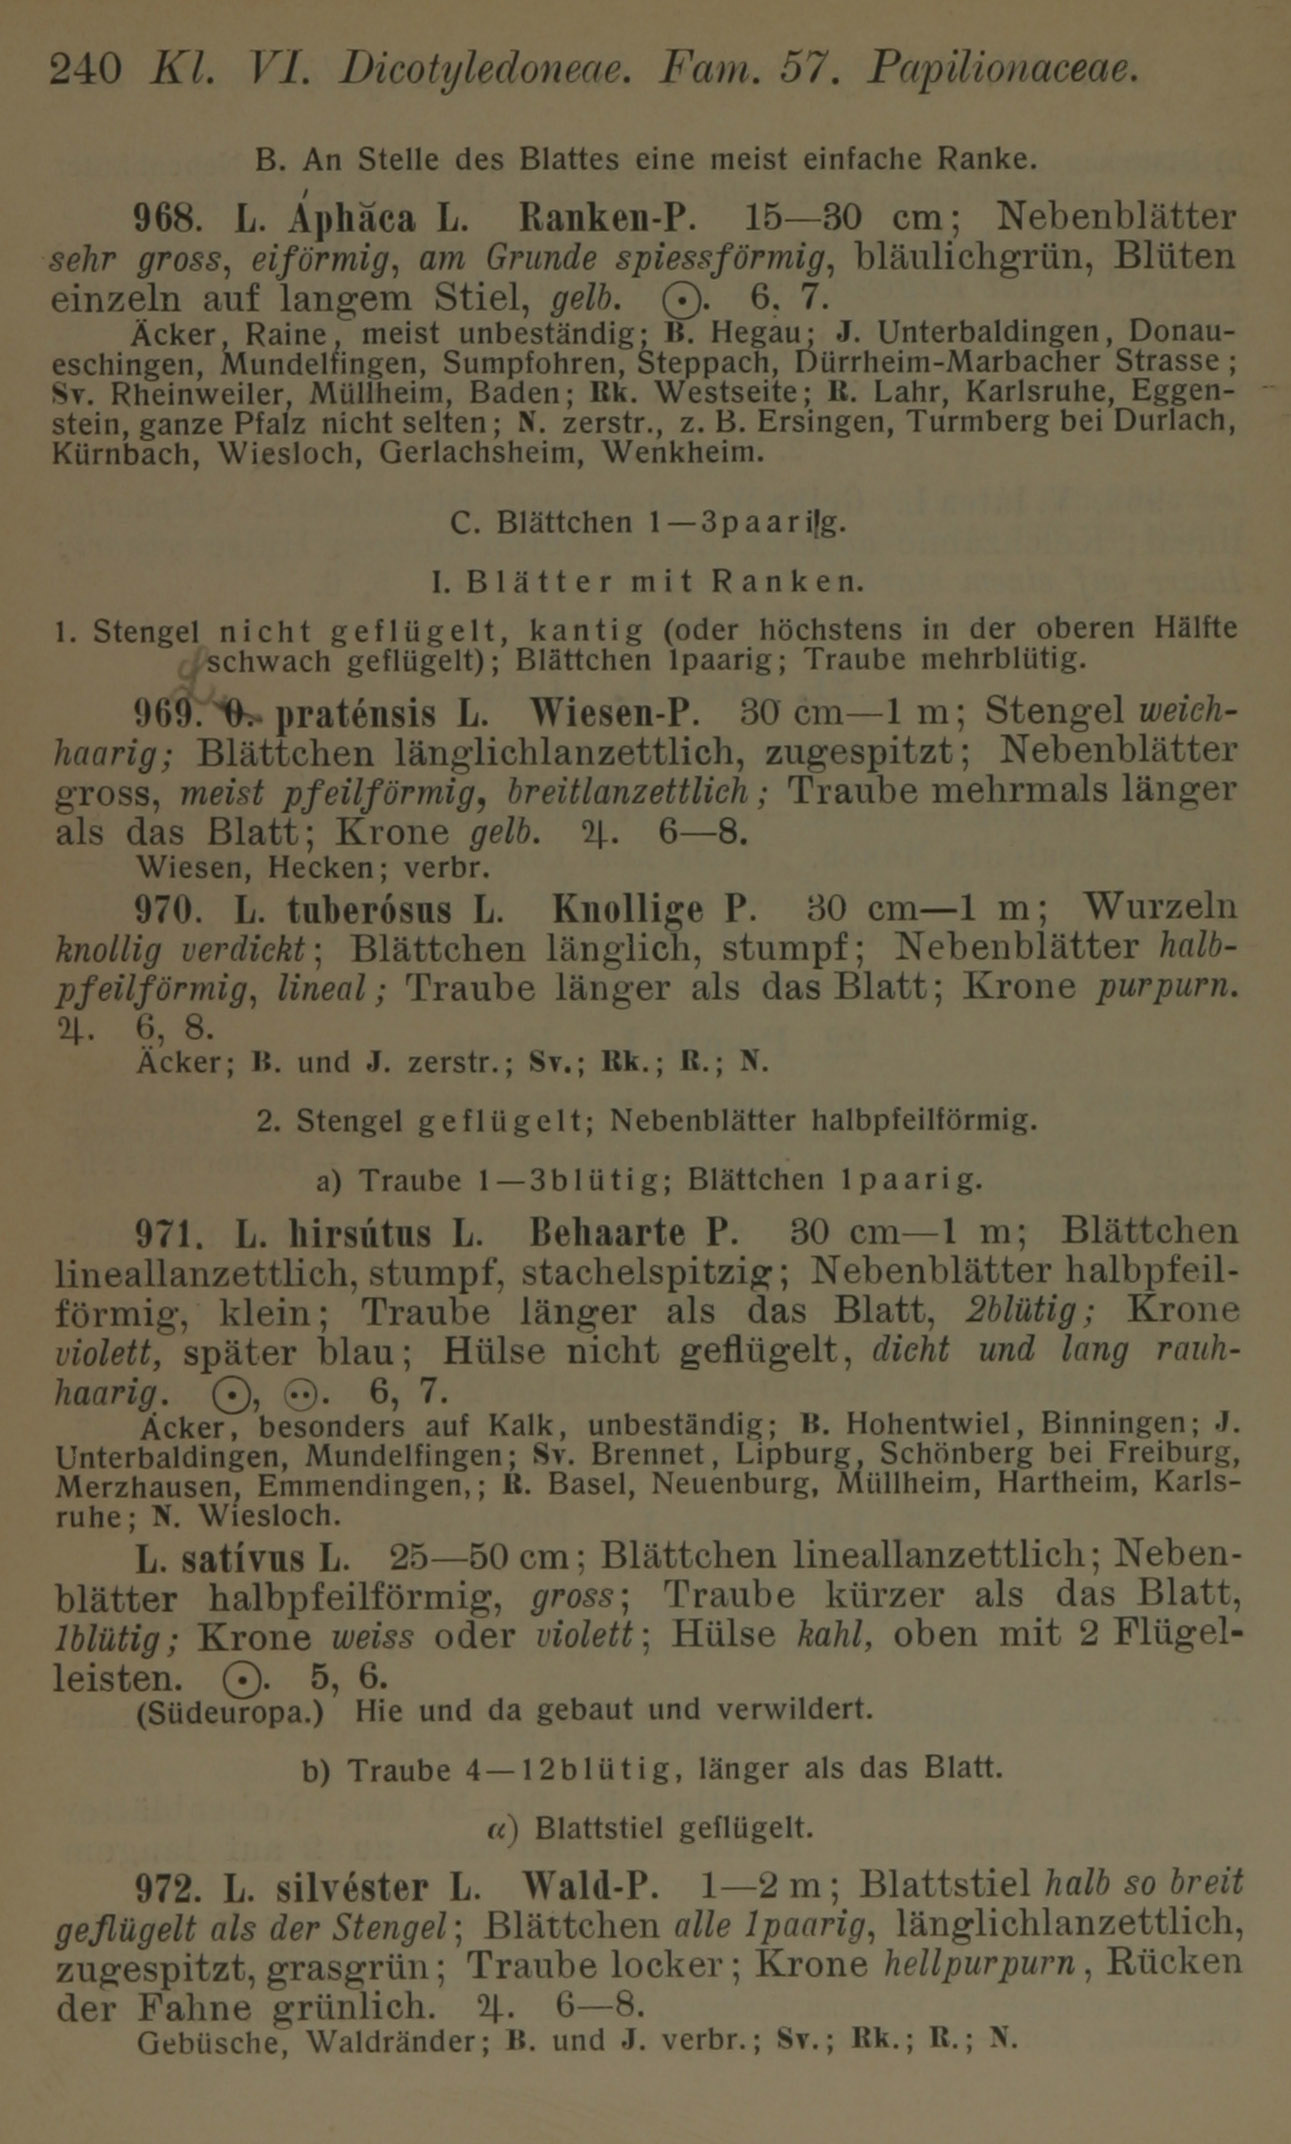 240 Kl. VI. Dicotyledoneae. Fam. 57. Papilionaceae.
B. An Stelle des Blattes eine meist einfache Ranke.
968. L. Áphăca L. Ranken-P. 15—30 cm; Nebenblätter
sehr gross, eiförmig, am Grunde spiessförmig, bläulichgrün, Blüten
einzeln auf langem Stiel, gelb. ⊙. 6. 7.
Äcker, Raine, meist unbeständig; B. Hegau; J. Unterbaldingen, Donau-
eschingen, Mundelfingen, Sumpfohren, Steppach, Dürrheim-Marbacher Strasse;
Sv. Rheinweiler, Müllheim, Baden; Rk. Westseite; R. Lahr, Karlsruhe, Eggen-
stein, ganze Pfalz nicht selten; N. zerstr., z. B. Ersingen, Turmberg bei Durlach,
Kürnbach, Wiesloch, Gerlachsheim, Wenkheim.
C. Blättchen 1—3paarig.
I. Blätter mit Ranken.
1. Stengel nicht geflügelt, kantig (oder höchstens in der oberen Hälfte
schwach geflügelt); Blättchen 1paarig; Traube mehrblütig.
969. O. praténsis L. Wiesen-P. 30 cm—1 m; Stengel weich-
haarig; Blättchen länglichlanzettlich, zugespitzt; Nebenblätter
gross, meist pfeilförmig, breitlanzettlich; Traube mehrmals länger
als das Blatt; Krone gelb. ♃. 6—8.
Wiesen, Hecken; verbr.
970. L. tuberósus L. Knollige P. 30 cm—1 m; Wurzeln
knollig verdickt; Blättchen länglich, stumpf; Nebenblätter halb-
pfeilförmig, lineal; Traube länger als das Blatt; Krone purpurn.
♃. 6, 8.
Äcker; B. und J. zerstr.; Sv.; Rk.; R.; N.
2. Stengel geflügelt; Nebenblätter halbpfeilförmig.
a) Traube 1—3blütig; Blättchen 1paarig.
971. L. hirsútus L. Behaarte P. 30 cm—1 m; Blättchen
lineallanzettlich, stumpf, stachelspitzig; Nebenblätter halbpfeil-
förmig, klein; Traube länger als das Blatt, 2blütig; Krone
violett, später blau; Hülse nicht geflügelt, dicht und lang rauh-
haarig. ⊙, ⚇. 6, 7.
Äcker, besonders auf Kalk, unbeständig; B. Hohentwiel, Binningen; J.
Unterbaldingen, Mundelfingen; Sv. Brennet, Lipburg, Schönberg bei Freiburg,
Merzhausen, Emmendingen,; R. Basel, Neuenburg, Müllheim, Hartheim, Karls-
ruhe; N. Wiesloch.
L. satívus L. 25—50 cm; Blättchen lineallanzettlich; Neben-
blätter halbpfeilförmig, gross; Traube kürzer als das Blatt,
1blütig; Krone weiss oder violett; Hülse kahl, oben mit 2 Flügel-
leisten. ⊙. 5, 6.
(Südeuropa.) Hie und da gebaut und verwildert.
b) Traube 4—12blütig, länger als das Blatt.
α) Blattstiel geflügelt.
972. L. silvéster L. Wald-P. 1—2 m; Blattstiel halb so breit
geflügelt als der Stengel; Blättchen alle 1paarig, länglichlanzettlich,
zugespitzt, grasgrün; Traube locker; Krone hellpurpurn, Rücken
der Fahne grünlich. ♃. 6—8.
Gebüsche, Waldränder; B. und J. verbr.; Sv.; Rk.; R.; N.